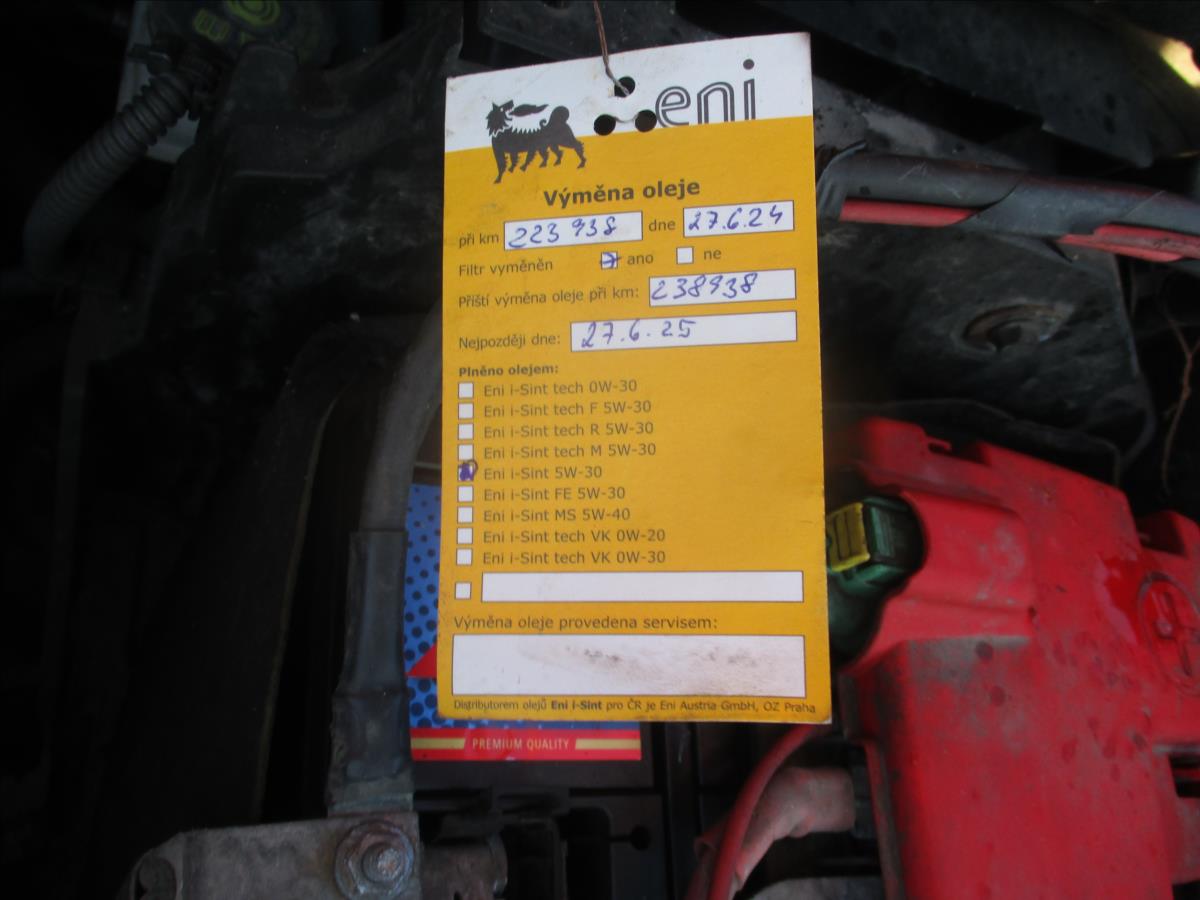 eni
Výměna oleje
při km 223 938 dne 27.6.24
Filtr vyměněn ano ne
Příští výměna oleje při km: 238938
Nejpozději dne: 27.6.25
Plněno olejem:
Eni i-Sint tech 0W-30
Eni i-Sint tech F 5W-30
Eni i-Sint tech R 5W-30
Eni i-Sint tech M 5W-30
Eni i-Sint 5W-30
Eni i-Sint FE 5W-30
Eni i-Sint MS 5W-40
Eni i-Sint tech VK 0W-20
Eni i-Sint tech VK 0W-30
Výměna oleje provedena servisem:
Distributorem olejů Eni i-Sint pro ČR je Eni Austria GmbH, OZ Praha
PREMIUM QUALITY